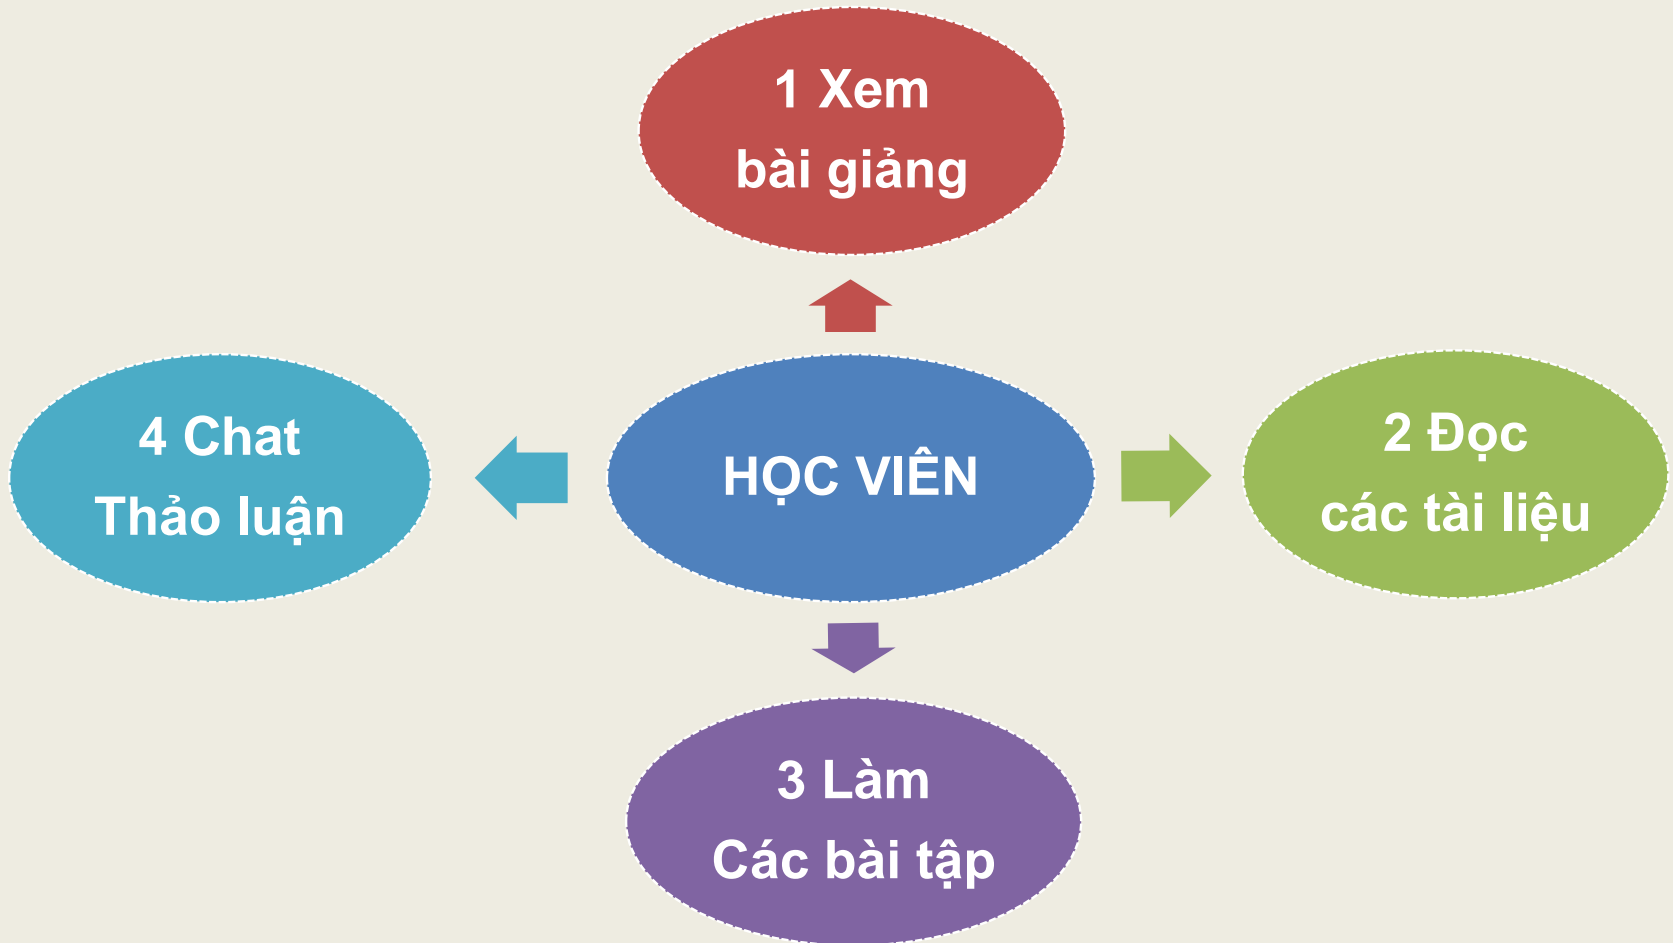 1 Xem
bài giảng
4 Chat
Thảo luận
HỌC VIÊN
2 Đọc
các tài liệu
3 Làm
Các bài tập